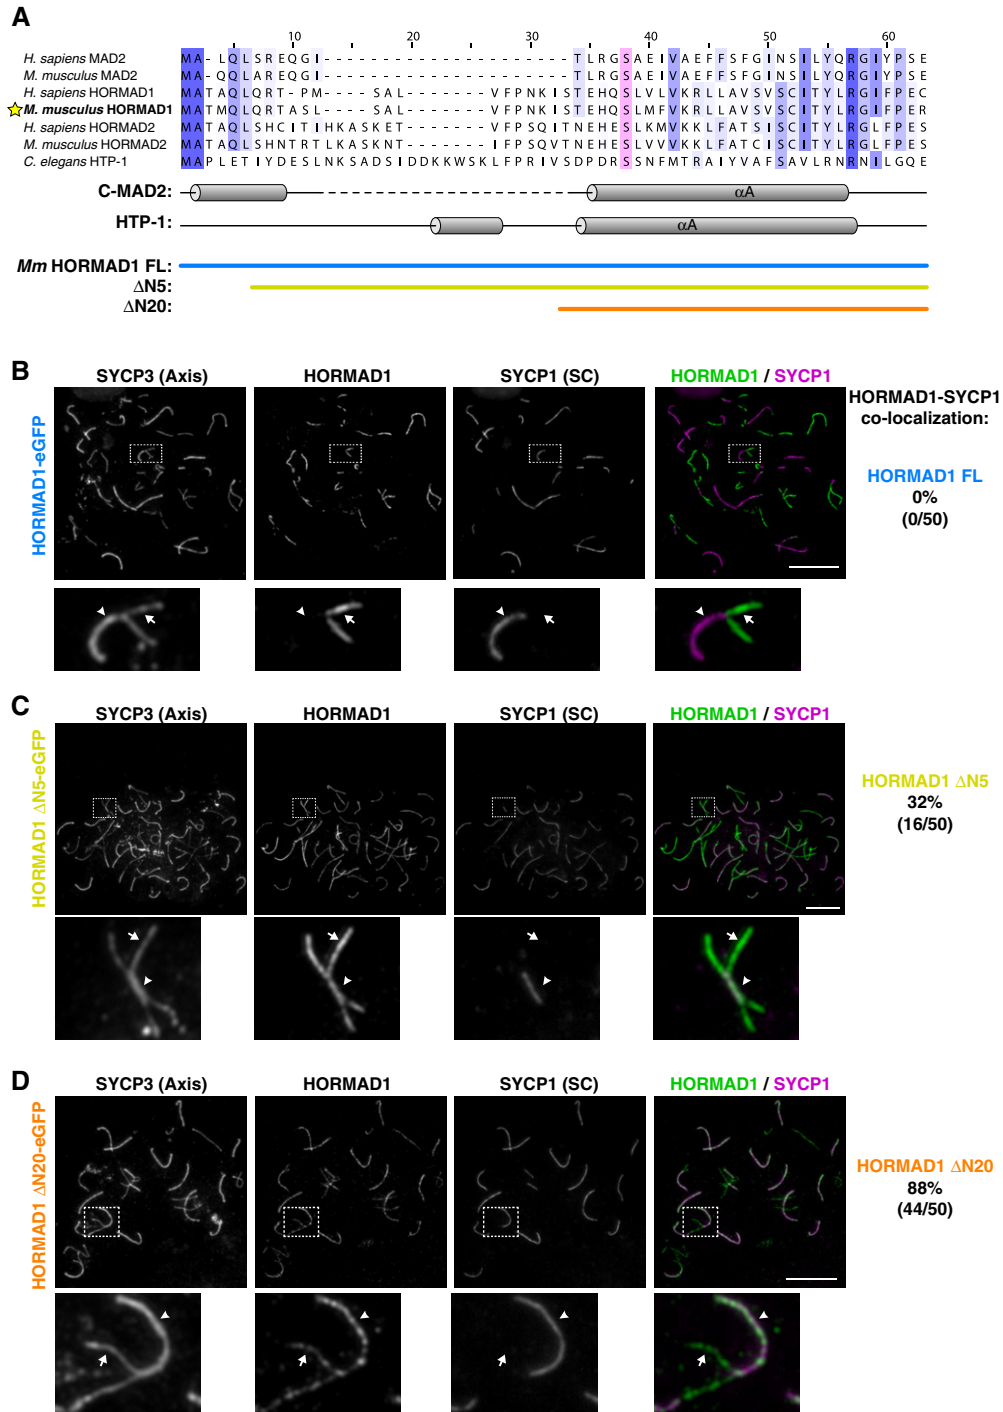 A
10 20 30 40 50 60
H. sapiens MAD2 M A - L Q L S R E Q G I - - - - - - - - - - - - - - - - - - - - - T L R G S A E I V A E F F S F G I N S I L Y Q R G I Y P S E
M. musculus MAD2 M A - Q Q L A R E Q G I - - - - - - - - - - - - - - - - - - - - - T L R G S A E I V A E F F S F G I N S I L Y Q R G I Y P S E
H. sapiens HORMAD1 M A T A Q L Q R T - P M - - - - S A L - - - - - - - V F P N K I S T E H Q S L V L V K R L L A V S V S C I T Y L R G I F P E C
M. musculus HORMAD1 M A T M Q L Q R T A S L - - - - S A L - - - - - - - V F P N K I S T E H Q S L M F V K R L L A V S V S C I T Y L R G I F P E R
H. sapiens HORMAD2 M A T A Q L S H C I T I H K A S K E T - - - - - - - V F P S Q I T N E H E S L K M V K K L F A T S I S C I T Y L R G L F P E S
M. musculus HORMAD2 M A T A Q L S H N T R T L K A S K N T - - - - - - - V F P S Q I T N E H E S L V V V K K L F A T S I S C I T Y L R G L F P E S
C. elegans HTP-1 M A P L E T I Y D E S L N K S A D S I D D K K W S K L F P R I V S D P D R S S N F M T R A I Y V A F S A V L R N R N I L G Q E
C-MAD2: αA
HTP-1: αA
Mm HORMAD1 FL:
ΔN5:
ΔN20:
B
SYCP3 (Axis) HORMAD1 SYCP1 (SC) HORMAD1 / SYCP1
HORMAD1-SYCP1
co-localization:
HORMAD1-eGFP
HORMAD1 FL
0%
(0/50)
C
SYCP3 (Axis) HORMAD1 SYCP1 (SC) HORMAD1 / SYCP1
HORMAD1 ΔN5-eGFP
HORMAD1 ΔN5
32%
(16/50)
D
SYCP3 (Axis) HORMAD1 SYCP1 (SC) HORMAD1 / SYCP1
HORMAD1 ΔN20-eGFP
HORMAD1 ΔN20
88%
(44/50)